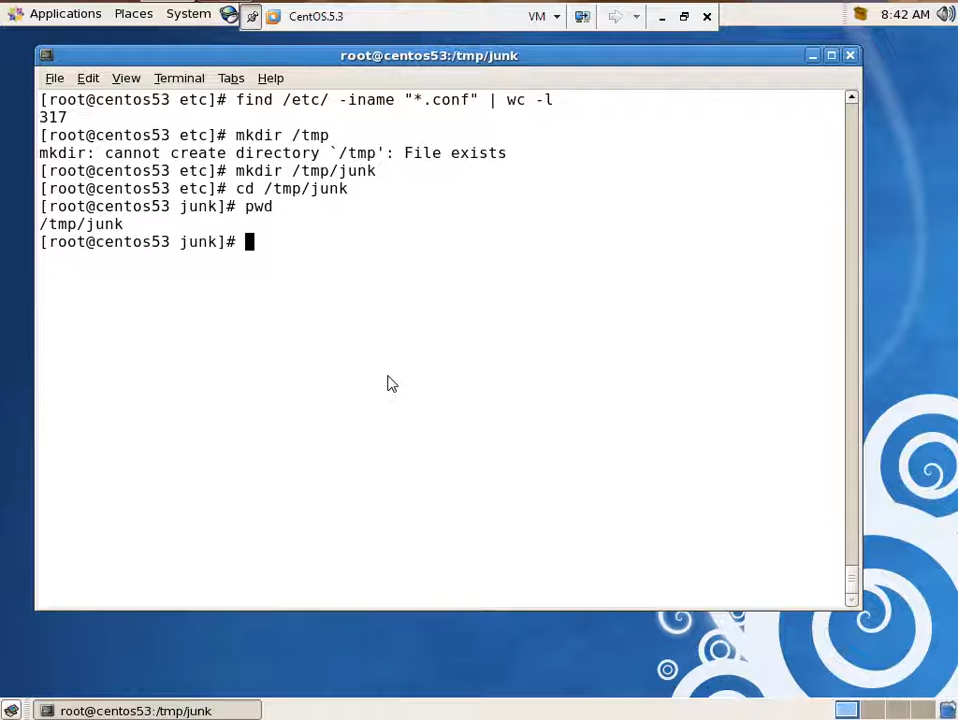 Applications Places System CentOS.5.3 VM 8:42 AM
root@centos53:/tmp/junk
File Edit View Terminal Tabs Help
[root@centos53 etc]# find /etc/ -iname "*.conf" | wc -l
317
[root@centos53 etc]# mkdir /tmp
mkdir: cannot create directory `/tmp': File exists
[root@centos53 etc]# mkdir /tmp/junk
[root@centos53 etc]# cd /tmp/junk
[root@centos53 junk]# pwd
/tmp/junk
[root@centos53 junk]#
root@centos53:/tmp/junk